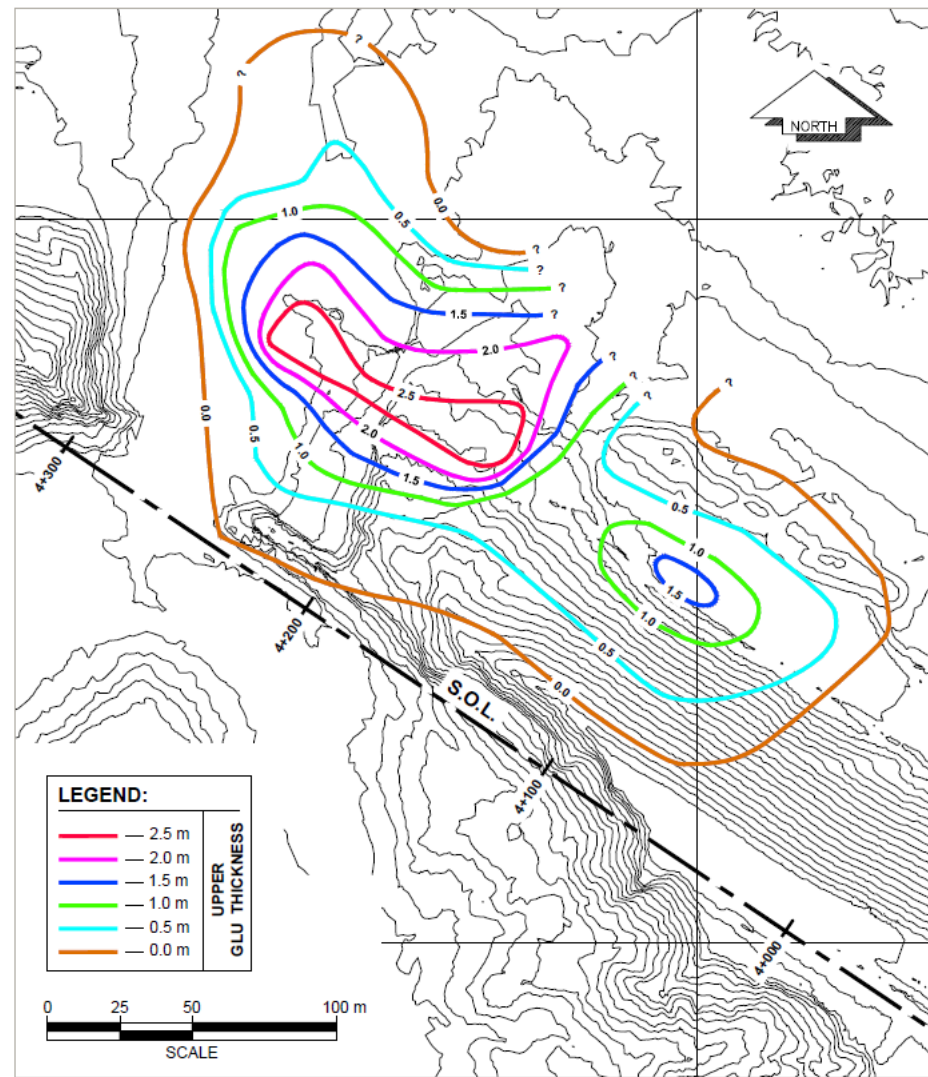 ?
?
?
NORTH
0.0
0.5
1.0
?
?
?
1.5
?
2.0
?
?
?
2.5
?
0.0
2.0
0.5
1.0
1.5
4+300
0.5
1.0
1.5
1.0
4+200
0.5
0.0
S.O.L.
4+100
4+000
LEGEND:
2.5 m
2.0 m
1.5 m
1.0 m
0.5 m
0.0 m
UPPER
GLU THICKNESS
0 25 50 100 m
SCALE